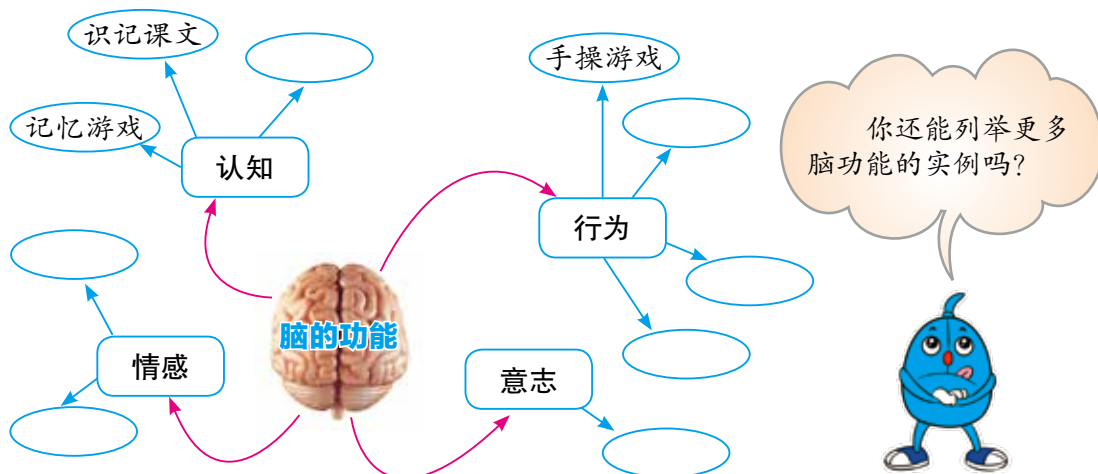 识记课文
记忆游戏
认知
手操游戏
行为
你还能列举更多
脑功能的实例吗？
脑的功能
情感
意志